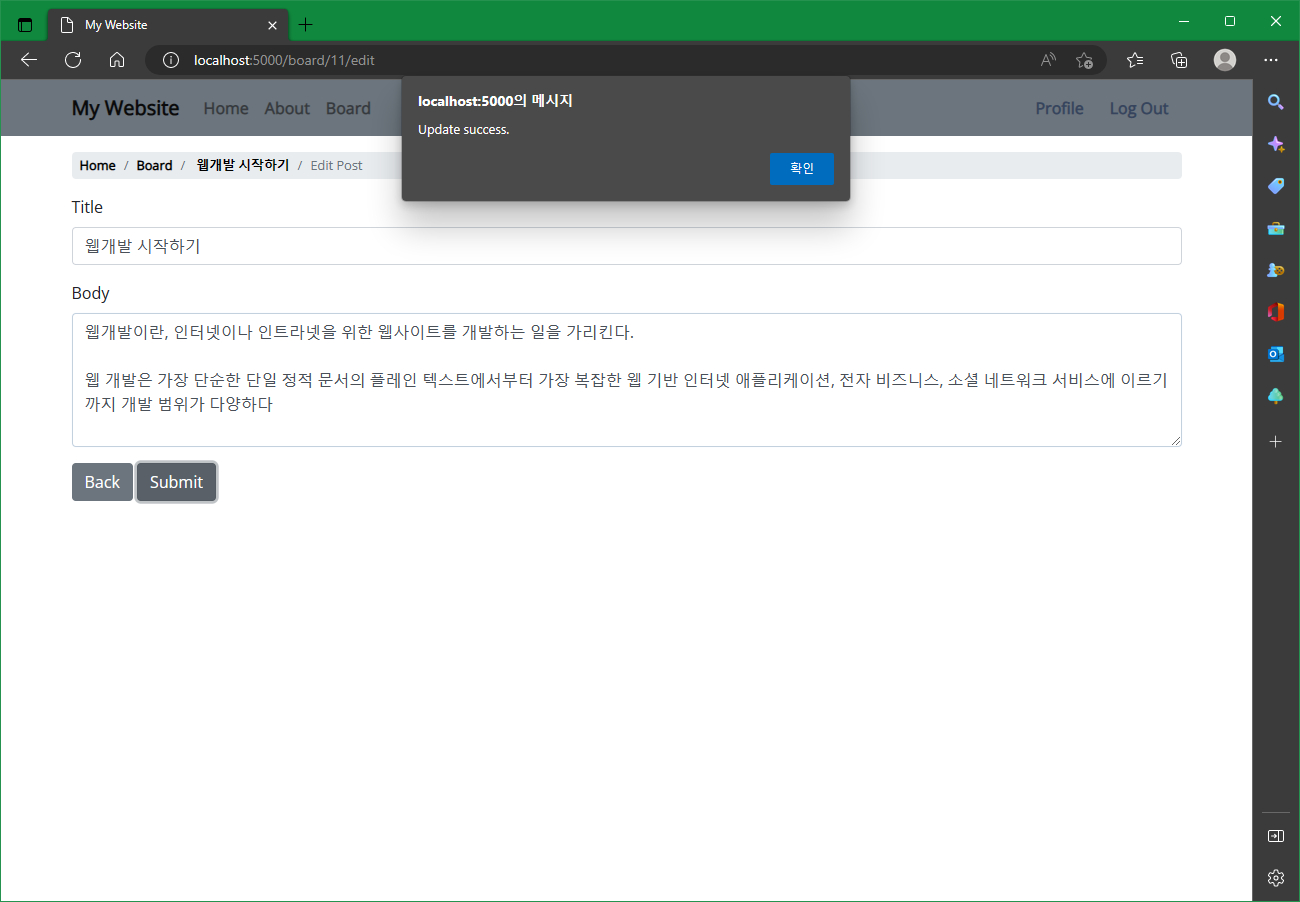 My Website
localhost:5000/board/11/edit
My Website Home About Board Profile Log Out
localhost:5000의 메시지
Update success.
확인
Home / Board / 웹개발 시작하기 / Edit Post
Title
웹개발 시작하기
Body
웹개발이란, 인터넷이나 인트라넷을 위한 웹사이트를 개발하는 일을 가리킨다.
웹 개발은 가장 단순한 단일 정적 문서의 플레인 텍스트에서부터 가장 복잡한 웹 기반 인터넷 애플리케이션, 전자 비즈니스, 소셜 네트워크 서비스에 이르기
까지 개발 범위가 다양하다
Back Submit